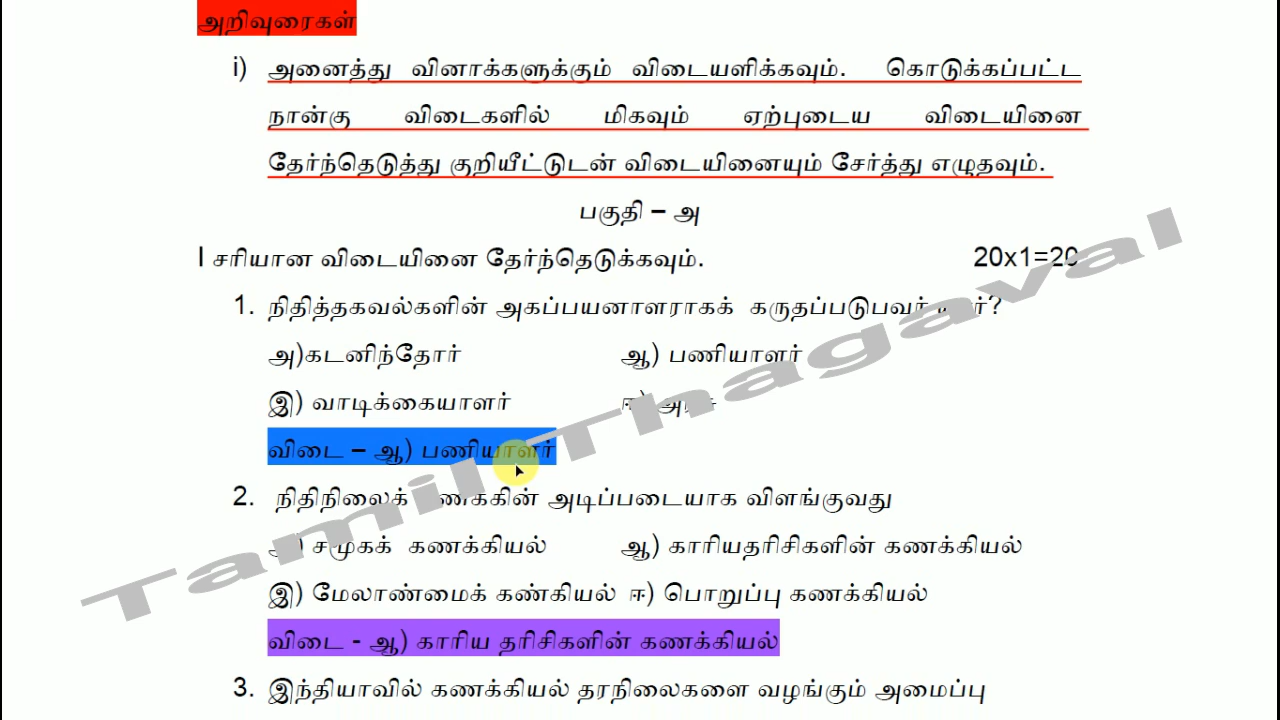 அறிவுரைகள்
i) அனைத்து வினாக்களுக்கும் விடையளிக்கவும். கொடுக்கப்பட்ட
நான்கு விடைகளில் மிகவும் ஏற்புடைய விடையினை
தேர்ந்தெடுத்து குறியீட்டுடன் விடையினையும் சேர்த்து எழுதவும்.
பகுதி – அ
I சரியான விடையினை தேர்ந்தெடுக்கவும். 20x1=20
1. நிதித்தகவல்களின் அகப்பயனாளராகக் கருதப்படுபவர் யார்?
அ)கடனிந்தோர் ஆ) பணியாளர்
இ) வாடிக்கையாளர் ஈ) அரசு
விடை – ஆ) பணியாளர்
2. நிதிநிலைக் கணக்கின் அடிப்படையாக விளங்குவது
அ) சமூகக் கணக்கியல் ஆ) காரியதரிசிகளின் கணக்கியல்
இ) மேலாண்மைக் கண்கியல் ஈ) பொறுப்பு கணக்கியல்
விடை - ஆ) காரிய தரிசிகளின் கணக்கியல்
3. இந்தியாவில் கணக்கியல் தரநிலைகளை வழங்கும் அமைப்பு
Tamil Thagaval